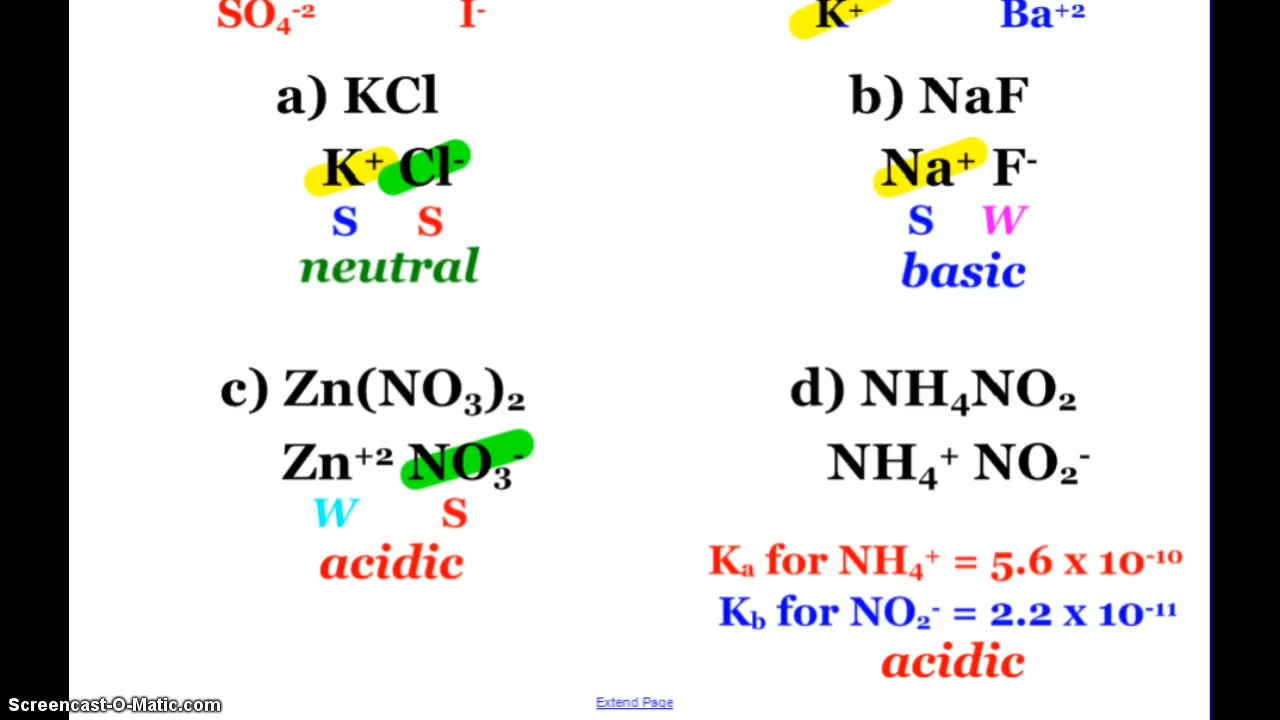 SO₄⁻² I⁻ K⁺ Ba⁺²
a) KCl
K⁺ Cl⁻
S S
neutral
b) NaF
Na⁺ F⁻
S W
basic
c) Zn(NO₃)₂
Zn⁺² NO₃⁻
W S
acidic
d) NH₄NO₂
NH₄⁺ NO₂⁻
Kₐ for NH₄⁺ = 5.6 x 10⁻¹⁰
K_b for NO₂⁻ = 2.2 x 10⁻¹¹
acidic
Extend Page
Screencast-O-Matic.com